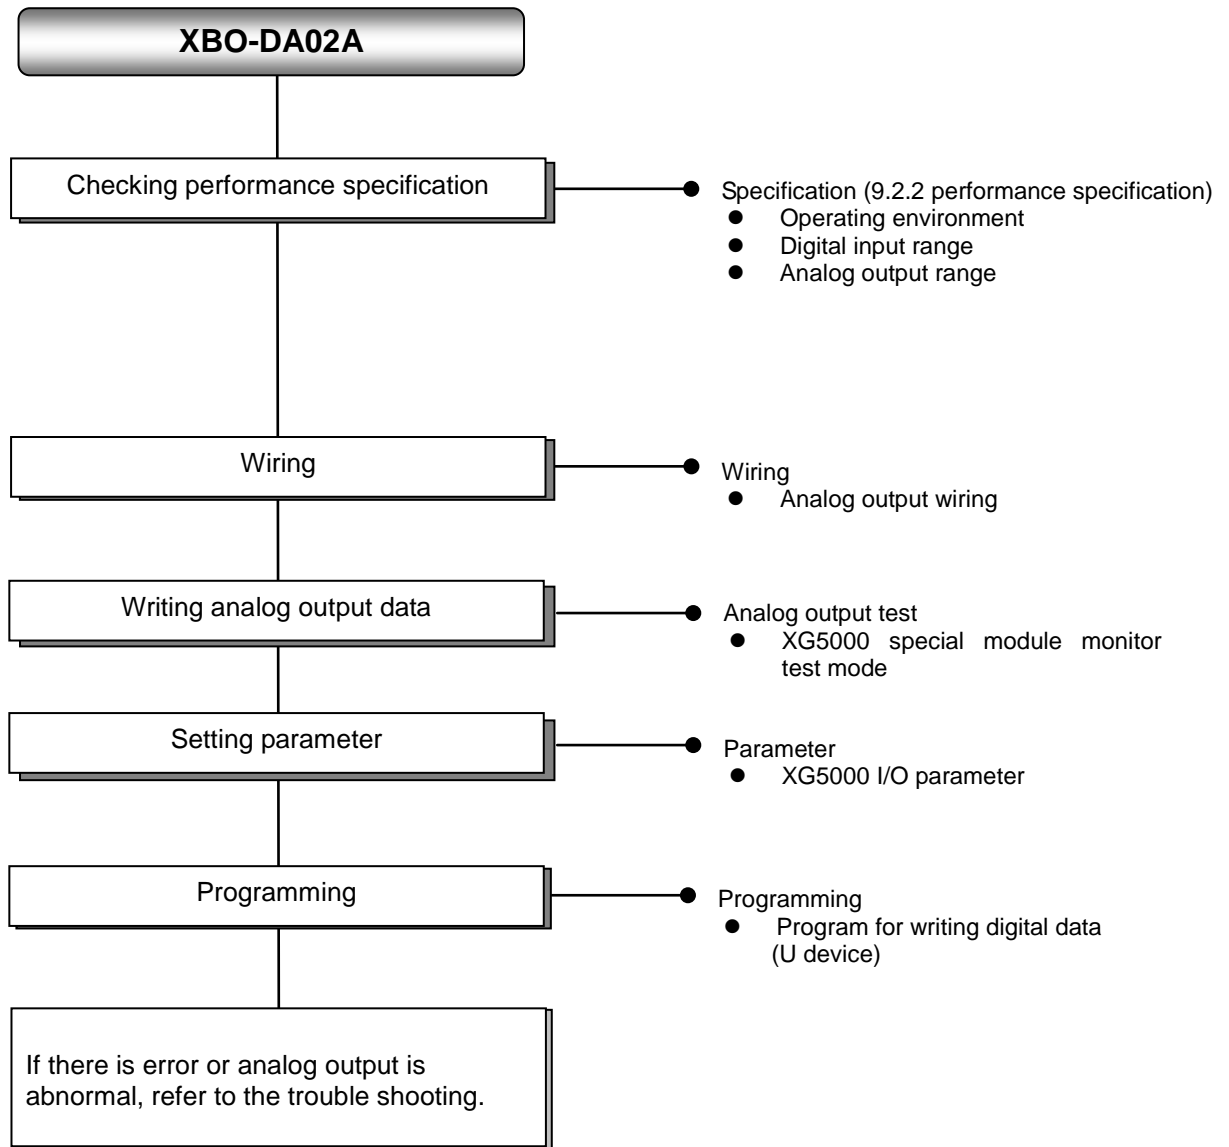 XBO-DA02A
Checking performance specification
Specification (9.2.2 performance specification)
● Operating environment
● Digital input range
● Analog output range
Wiring
Wiring
● Analog output wiring
Writing analog output data
Analog output test
● XG5000 special module monitor
test mode
Setting parameter
Parameter
● XG5000 I/O parameter
Programming
Programming
● Program for writing digital data
(U device)
If there is error or analog output is
abnormal, refer to the trouble shooting.